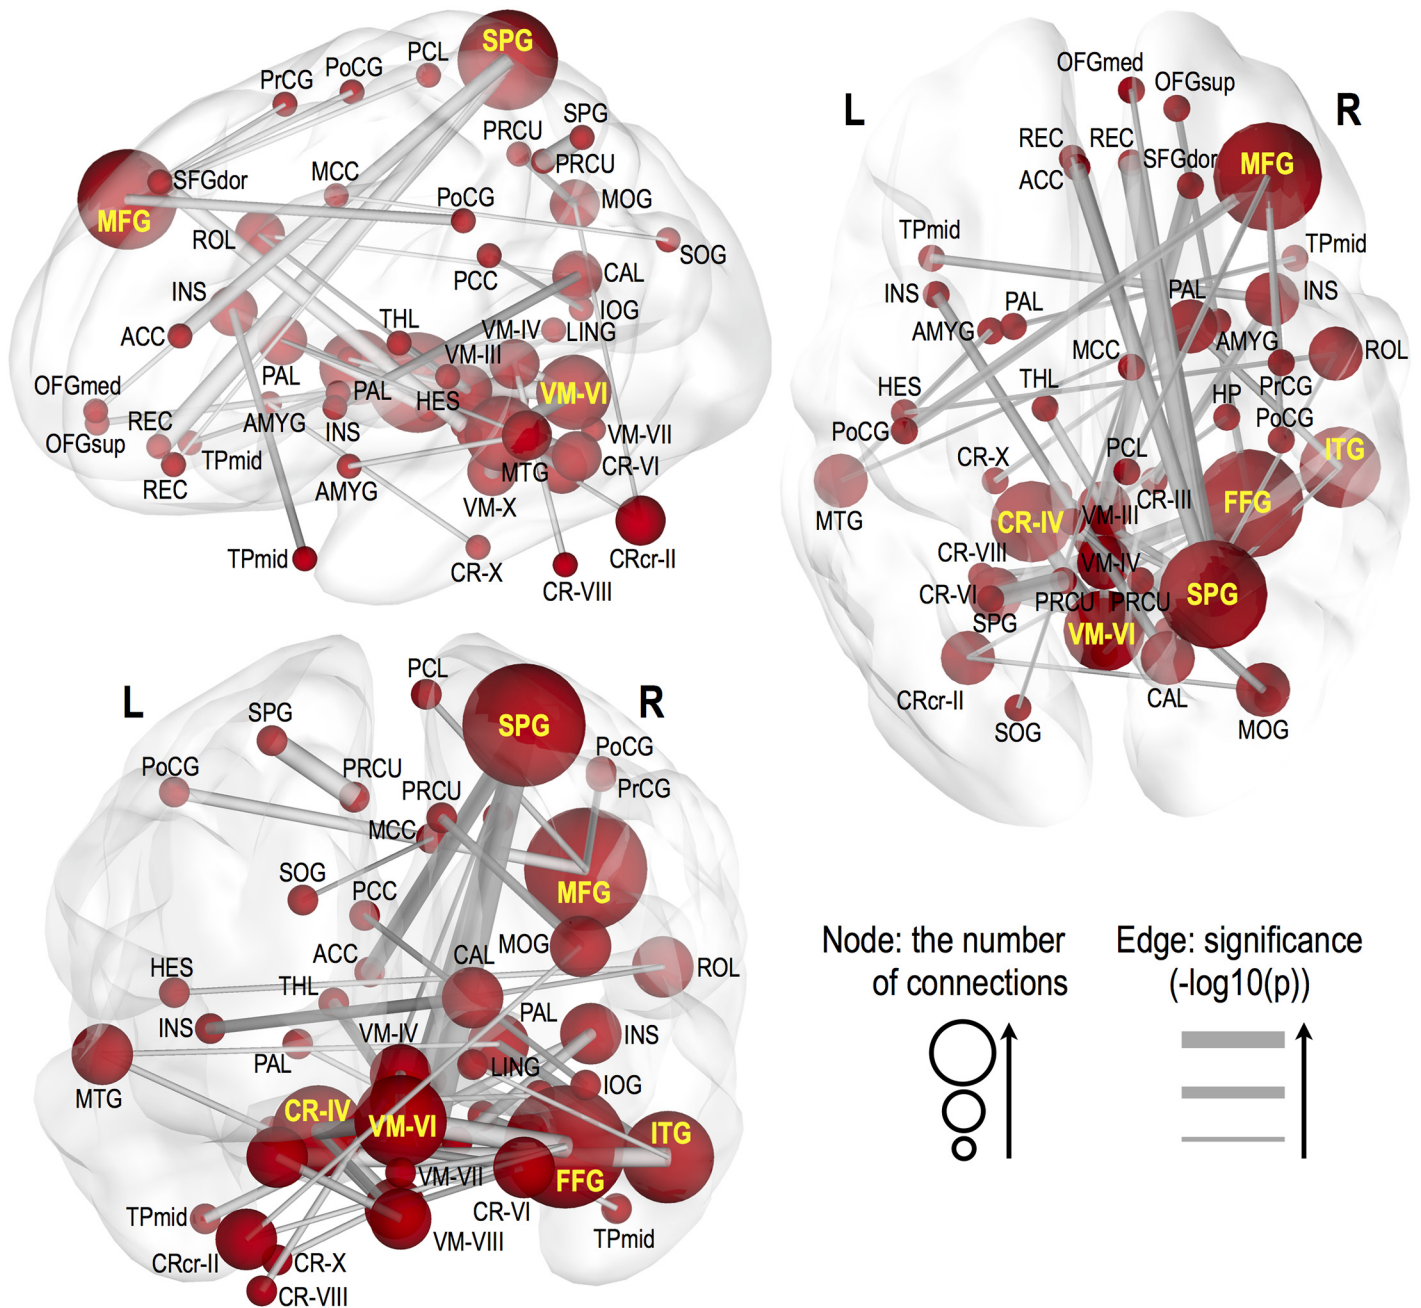 SPG
PCL
PoCG
PrCG
SPG
PRCU
PRCU
SFGdor
MCC
MOG
MFG
PoCG
ROL
SOG
PCC
CAL
INS
IOG
THL
VM-IV
LING
ACC
VM-III
PAL
PAL
VM-VI
OFGmed
HES
REC
AMYG
INS
VM-VII
OFGsup
TPmid
CR-VI
MTG
REC
AMYG
VM-X
TPmid
CR-X
CRcr-II
CR-VIII
OFGmed
OFGsup
L
R
REC
REC
SFGdor
MFG
ACC
TPmid
TPmid
INS
PAL
PAL
INS
AMYG
AMYG
MCC
ROL
HES
THL
HP
PrCG
PoCG
PoCG
ITG
PCL
CR-X
CR-III
FFG
MTG
CR-IV
VM-III
CR-VIII
VM-IV
CR-VI
PRCU
PRCU
SPG
SPG
VM-VI
CRcr-II
CAL
SOG
MOG
PCL
L
R
SPG
SPG
PoCG
PoCG
PRCU
PrCG
PRCU
MCC
SOG
PCC
MFG
MOG
ACC
CAL
HES
ROL
THL
INS
PAL
INS
VM-IV
PAL
LING
IOG
MTG
CR-IV
VM-VI
ITG
VM-VII
FFG
CR-VI
TPmid
TPmid
VM-VIII
CRcr-II
CR-X
CR-VIII
Node: the number
of connections
Edge: significance
(-log10(p))